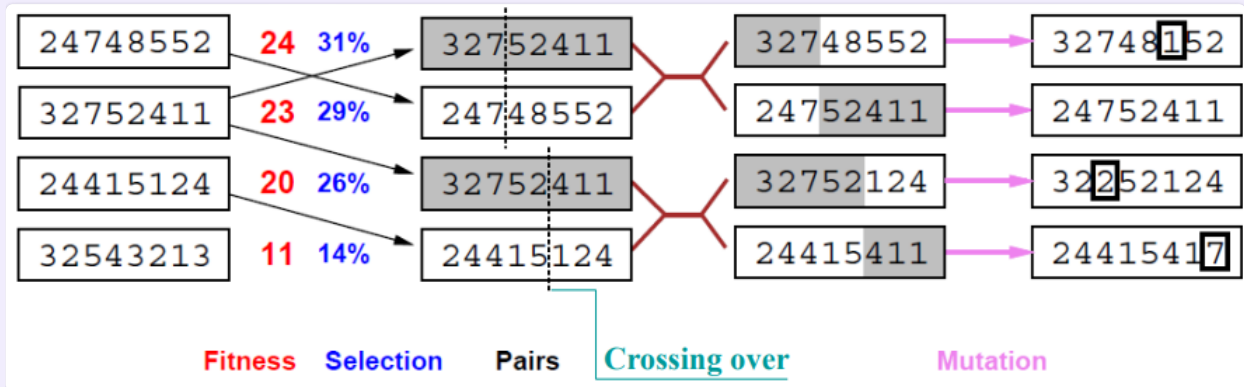 24748552 24 31% 32752411 32748552 32748152
32752411 23 29% 24748552 24752411 24752411
24415124 20 26% 32752411 32752124 32252124
32543213 11 14% 24415124 24415411 24415417
Fitness Selection Pairs Crossing over Mutation